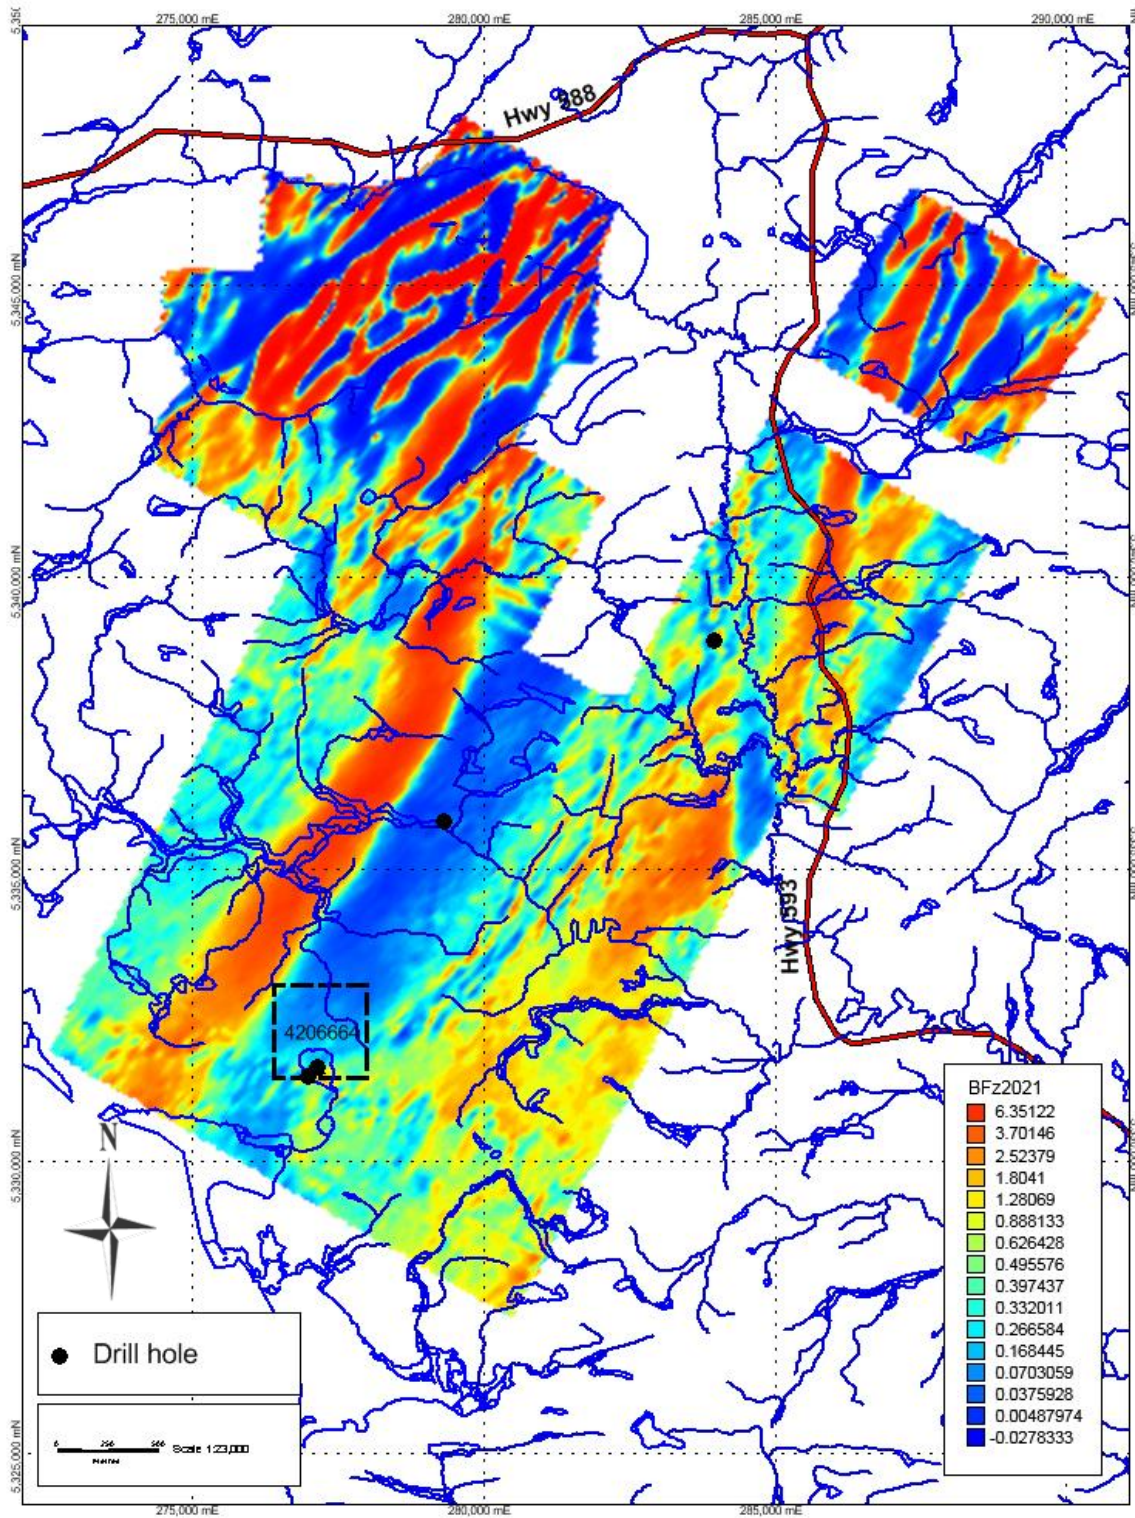 275,000 mE
280,000 mE
285,000 mE
290,000 mE
Hwy 588
5,345,000 mN
5,340,000 mN
5,335,000 mN
Hwy 593
4206664
5,330,000 mN
N
BFz2021
6.35122
3.70146
2.52379
1.8041
1.28069
0.888133
0.626428
0.495576
0.397437
0.332011
0.266584
0.168445
0.0703059
0.0375928
0.00487974
-0.0278333
Drill hole
Scale 1:23,000
5,325,000 mN
275,000 mE
280,000 mE
285,000 mE